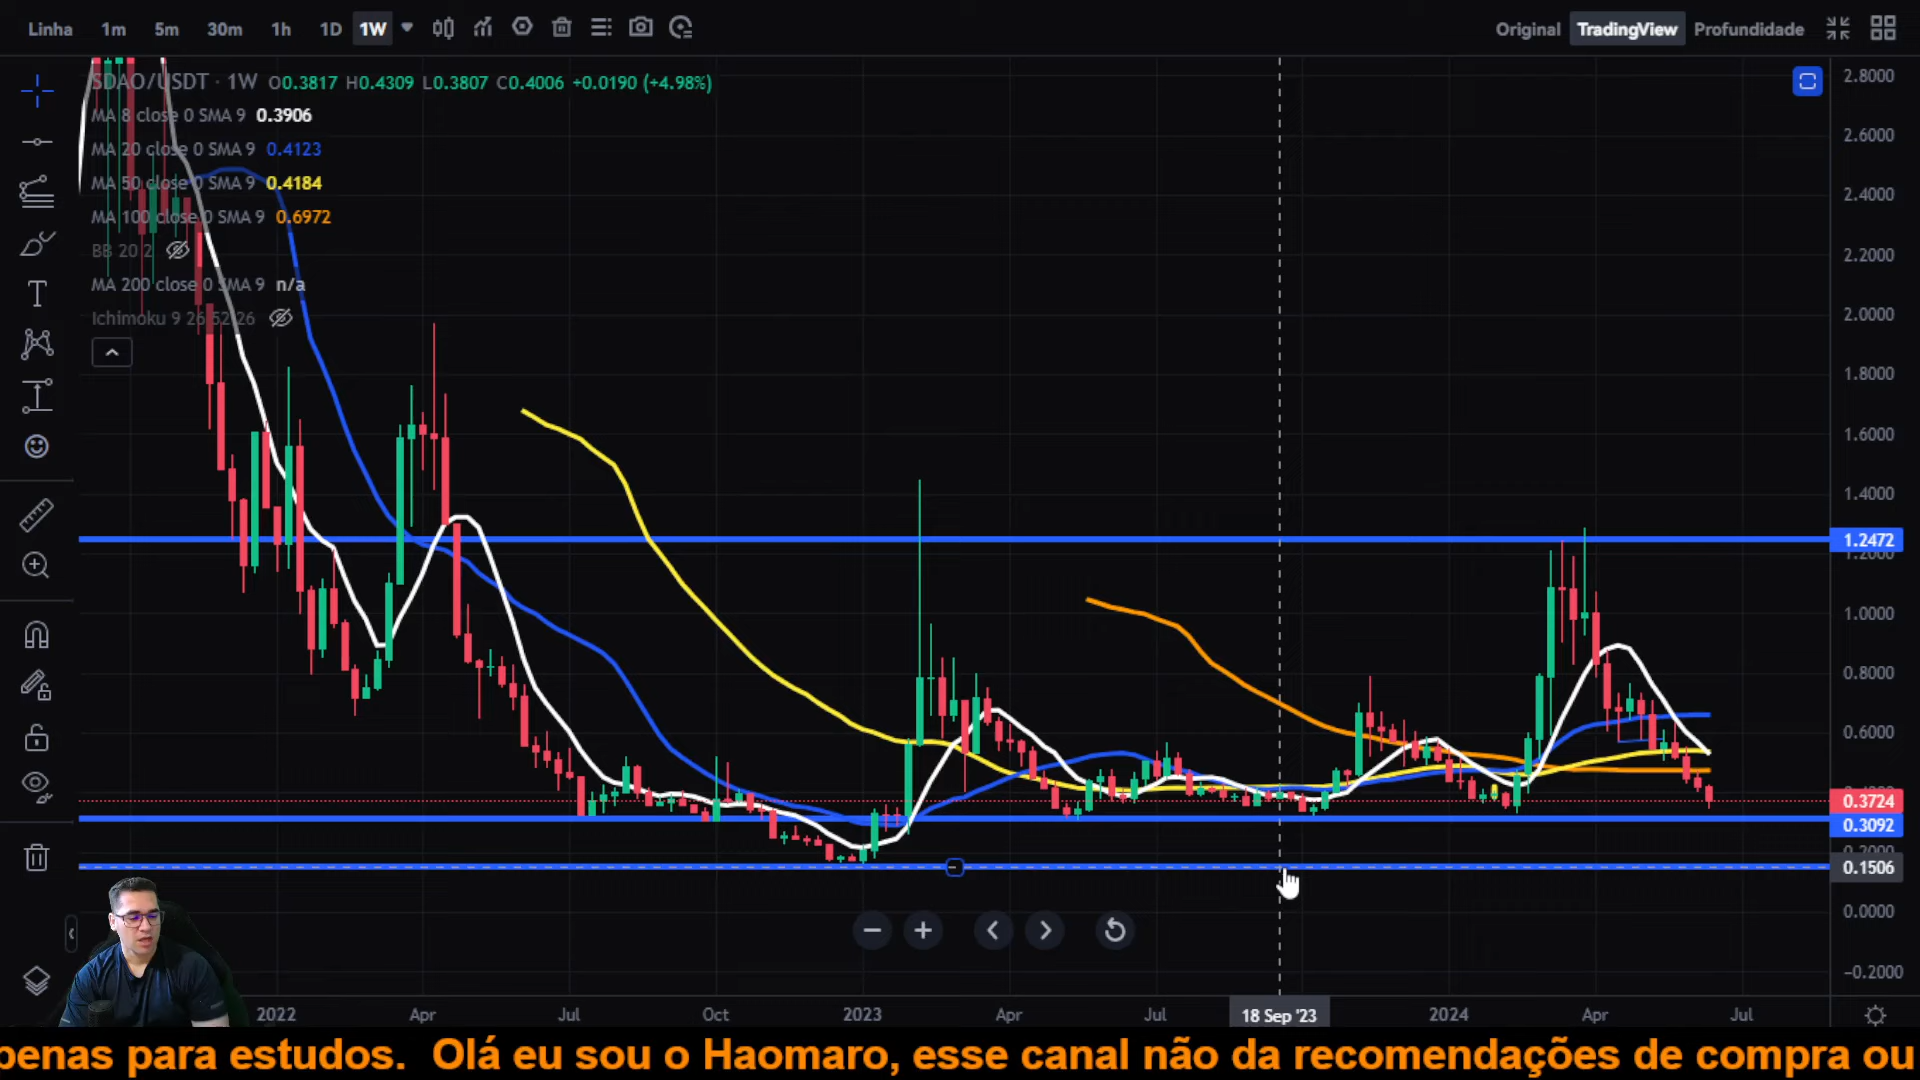 Linha 1m 5m 30m 1h 1D 1W Original TradingView Profundidade
SDAO/USDT · 1W O0.3817 H0.4309 L0.3807 C0.4006 +0.0190 (+4.98%)
MA 8 close 0 SMA 9 0.3906
MA 20 close 0 SMA 9 0.4123
MA 50 close 0 SMA 9 0.4184
MA 100 close 0 SMA 9 0.6972
BB 20 2
MA 200 close 0 SMA 9 n/a
Ichimoku 9 26 52 26
2.8000
2.6000
2.4000
2.2000
2.0000
1.8000
1.6000
1.4000
1.2472
1.2000
1.0000
0.8000
0.6000
0.3724
0.3092
0.2000
0.1506
0.0000
-0.2000
2022 Apr Jul Oct 2023 Apr Jul 18 Sep '23 2024 Apr Jul
penas para estudos. Olá eu sou o Haomaro, esse canal não da recomendações de compra ou